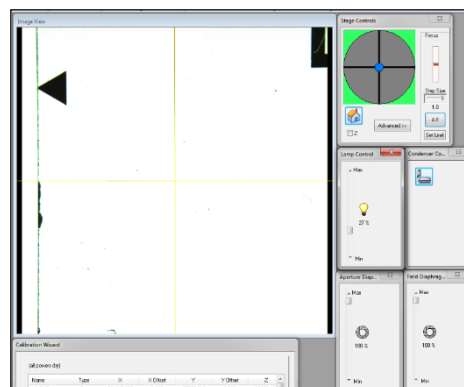 Image View
Stage Controls
Focus
Step Size
1.0
A.F.
Set Limit
Z
Advanced >>
Lamp Control
Max
27 %
Min
Condenser Co...
Aperture Diap...
Max
100 %
Min
Field Diaphrag...
Max
100 %
Min
Calibration Wizard
Name Type X X Offset Y Y Offset Z